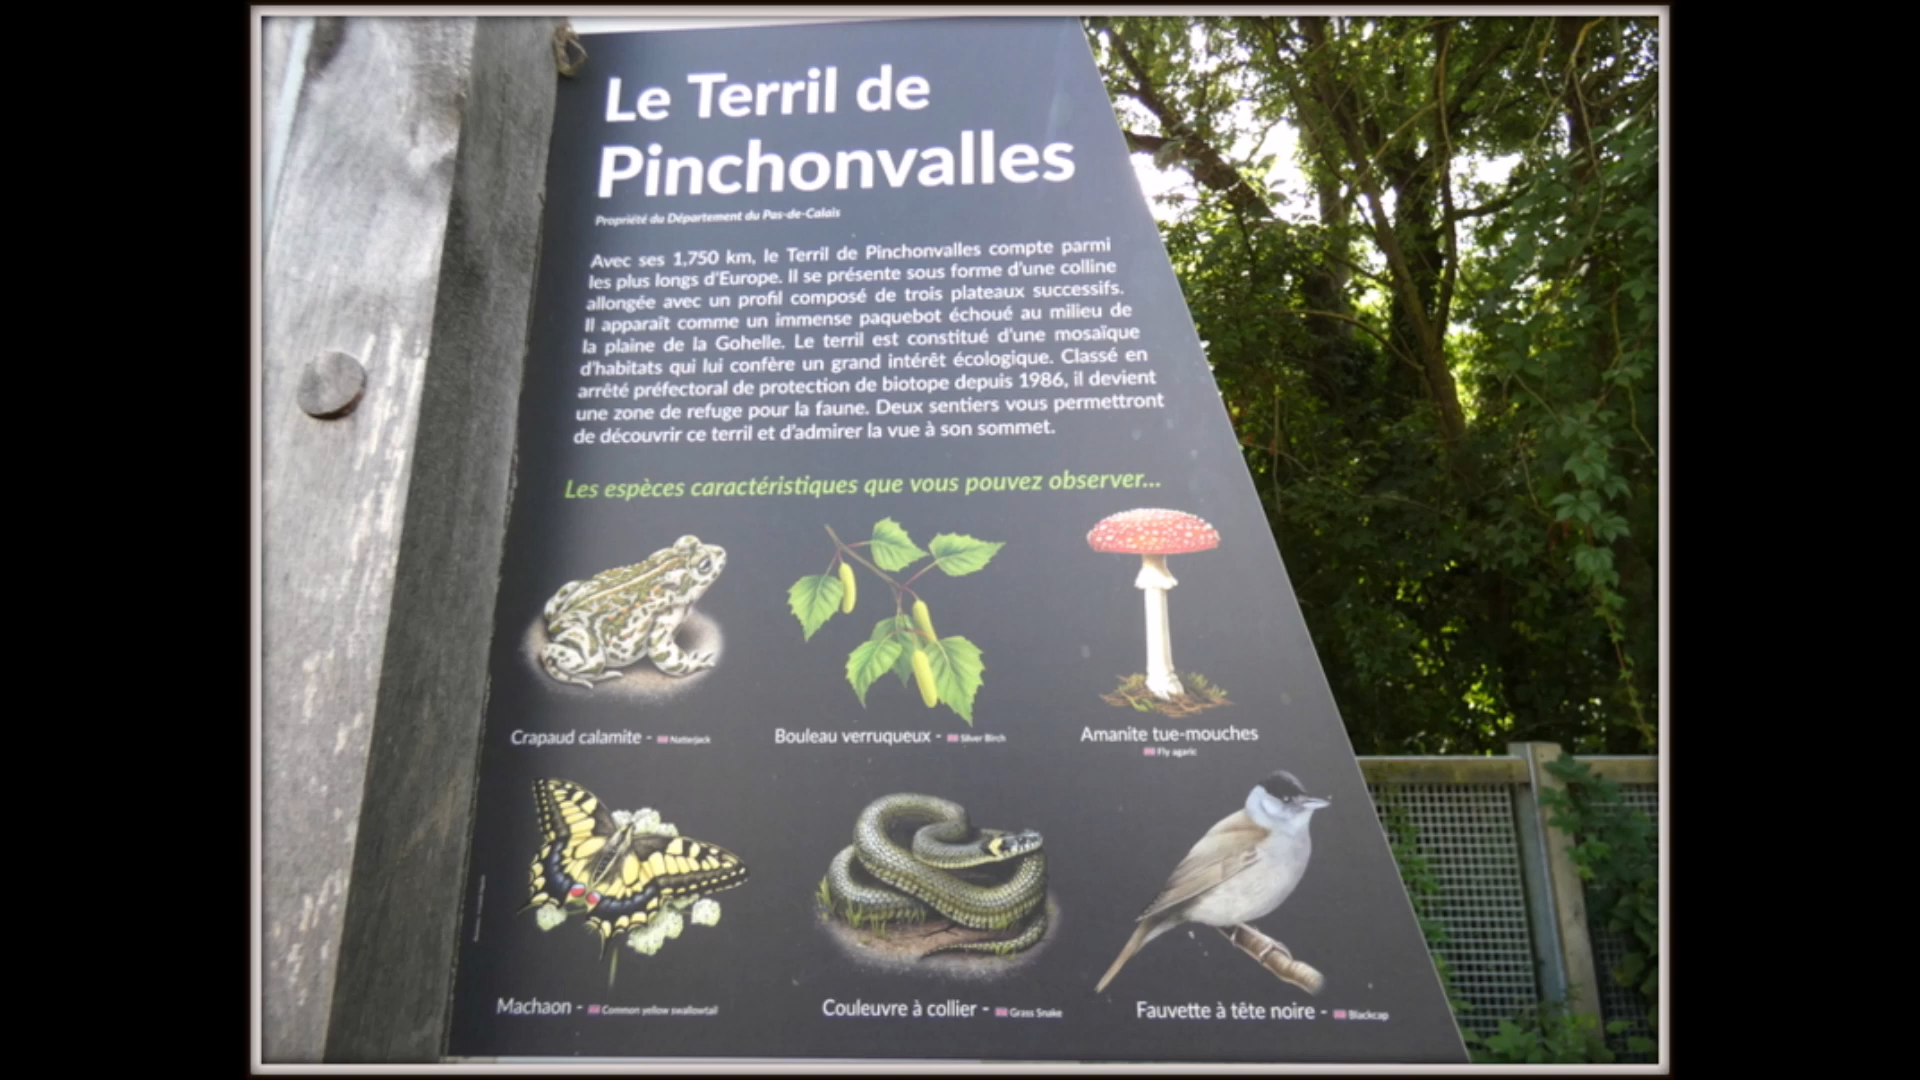 Le Terril de
Pinchonvalles
Propriété du Département du Pas-de-Calais
Avec ses 1,750 km, le Terril de Pinchonvalles compte parmi
les plus longs d'Europe. Il se présente sous forme d'une colline
allongée avec un profil composé de trois plateaux successifs.
Il apparaît comme un immense paquebot échoué au milieu de
la plaine de la Gohelle. Le terril est constitué d'une mosaïque
d'habitats qui lui confère un grand intérêt écologique. Classé en
arrêté préfectoral de protection de biotope depuis 1986, il devient
une zone de refuge pour la faune. Deux sentiers vous permettront
de découvrir ce terril et d'admirer la vue à son sommet.
Les espèces caractéristiques que vous pouvez observer...
Crapaud calamite - Natterjack
Bouleau verruqueux - Silver Birch
Amanite tue-mouches
Fly agaric
Machaon - Common yellow swallowtail
Couleuvre à collier - Grass Snake
Fauvette à tête noire - Blackcap